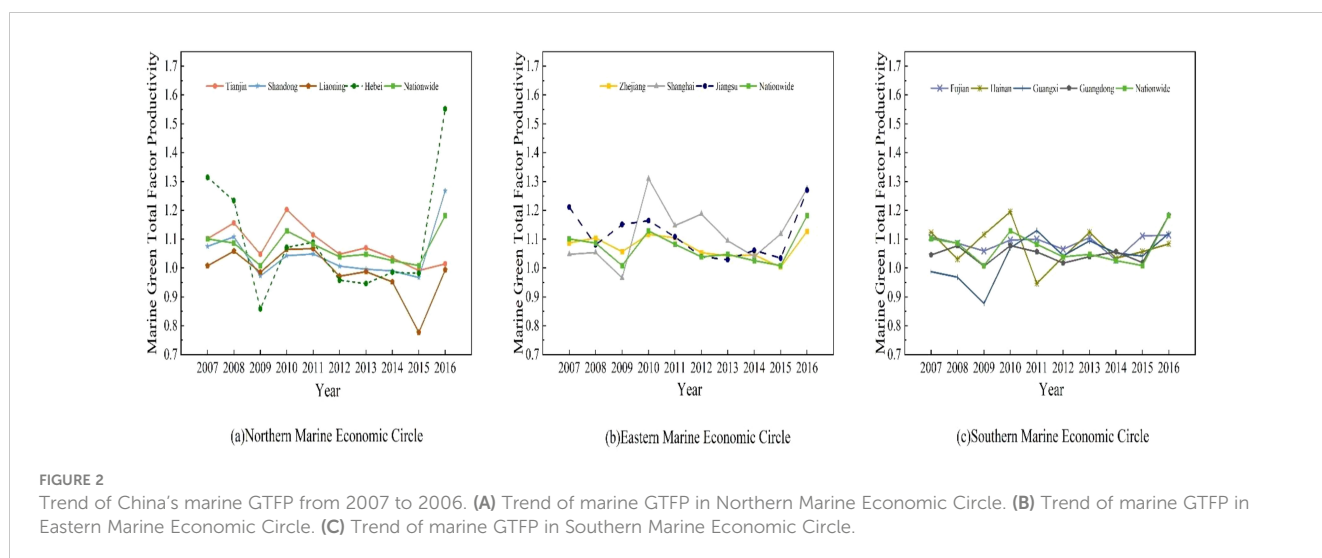 Marine Green Total Factor Productivity
1.7
1.6
1.5
1.4
1.3
1.2
1.1
1.0
0.9
0.8
0.7
Tianjin Shandong Liaouing Hebei Nationwide
2007 2008 2009 2010 2011 2012 2013 2014 2015 2016
Year
(a)Northern Marine Economic Circle
Marine Green Total Factor Productivity
1.7
1.6
1.5
1.4
1.3
1.2
1.1
1.0
0.9
0.8
0.7
Zhejiang Shanghai Jiangsu Nationwide
2007 2008 2009 2010 2011 2012 2013 2014 2015 2016
Year
(b)Eastern Marine Economic Circle
Marine Green Total Factor Productivity
1.7
1.6
1.5
1.4
1.3
1.2
1.1
1.0
0.9
0.8
0.7
Fujian Hainan Guangxi Guangdong Nationwide
2007 2008 2009 2010 2011 2012 2013 2014 2015 2016
Year
(c)Southern Marine Economic Circle
FIGURE 2
Trend of China's marine GTFP from 2007 to 2006. (A) Trend of marine GTFP in Northern Marine Economic Circle. (B) Trend of marine GTFP in
Eastern Marine Economic Circle. (C) Trend of marine GTFP in Southern Marine Economic Circle.